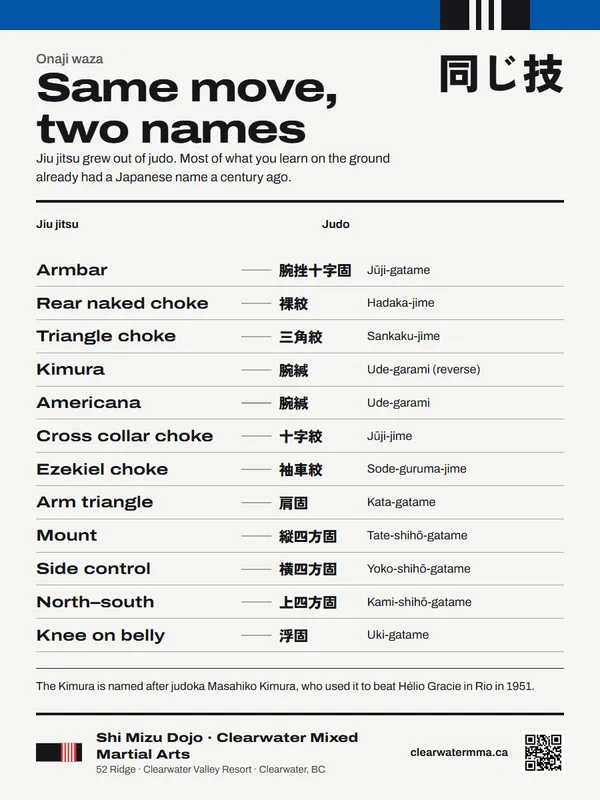 Onaji waza
同じ技
Same move,
two names
Jiu jitsu grew out of judo. Most of what you learn on the ground
already had a Japanese name a century ago.
Jiu jitsu Judo
Armbar 腕挫十字固 Jūji-gatame
Rear naked choke 裸絞 Hadaka-jime
Triangle choke 三角絞 Sankaku-jime
Kimura 腕緘 Ude-garami (reverse)
Americana 腕緘 Ude-garami
Cross collar choke 十字絞 Jūji-jime
Ezekiel choke 袖車絞 Sode-guruma-jime
Arm triangle 肩固 Kata-gatame
Mount 縦四方固 Tate-shihō-gatame
Side control 横四方固 Yoko-shihō-gatame
North–south 上四方固 Kami-shihō-gatame
Knee on belly 浮固 Uki-gatame
The Kimura is named after judoka Masahiko Kimura, who used it to beat Hélio Gracie in Rio in 1951.
Shi Mizu Dojo · Clearwater Mixed
Martial Arts
52 Ridge · Clearwater Valley Resort · Clearwater, BC
clearwatermma.ca